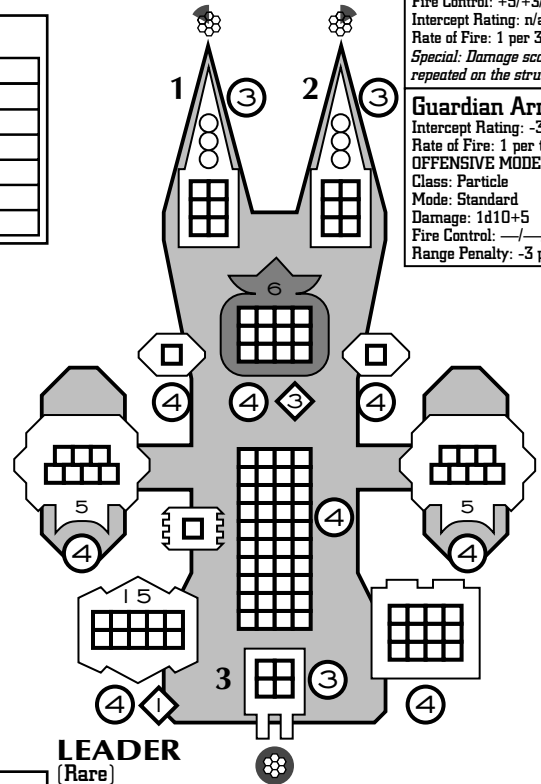 Fire Control: +5/+3/
Intercept Rating: n/a
Rate of Fire: 1 per 3
Special: Damage sco
repeated on the stru
Guardian Arr
Intercept Rating: -3
Rate of Fire: 1 per t
OFFENSIVE MODE
Class: Particle
Mode: Standard
Damage: 1d10+5
Fire Control: —/—
Range Penalty: -3 p
1 3 2 3
6
4 4 3 4
5 5
4 4 4
15
3 3
4 1 4
LEADER
(Rare)